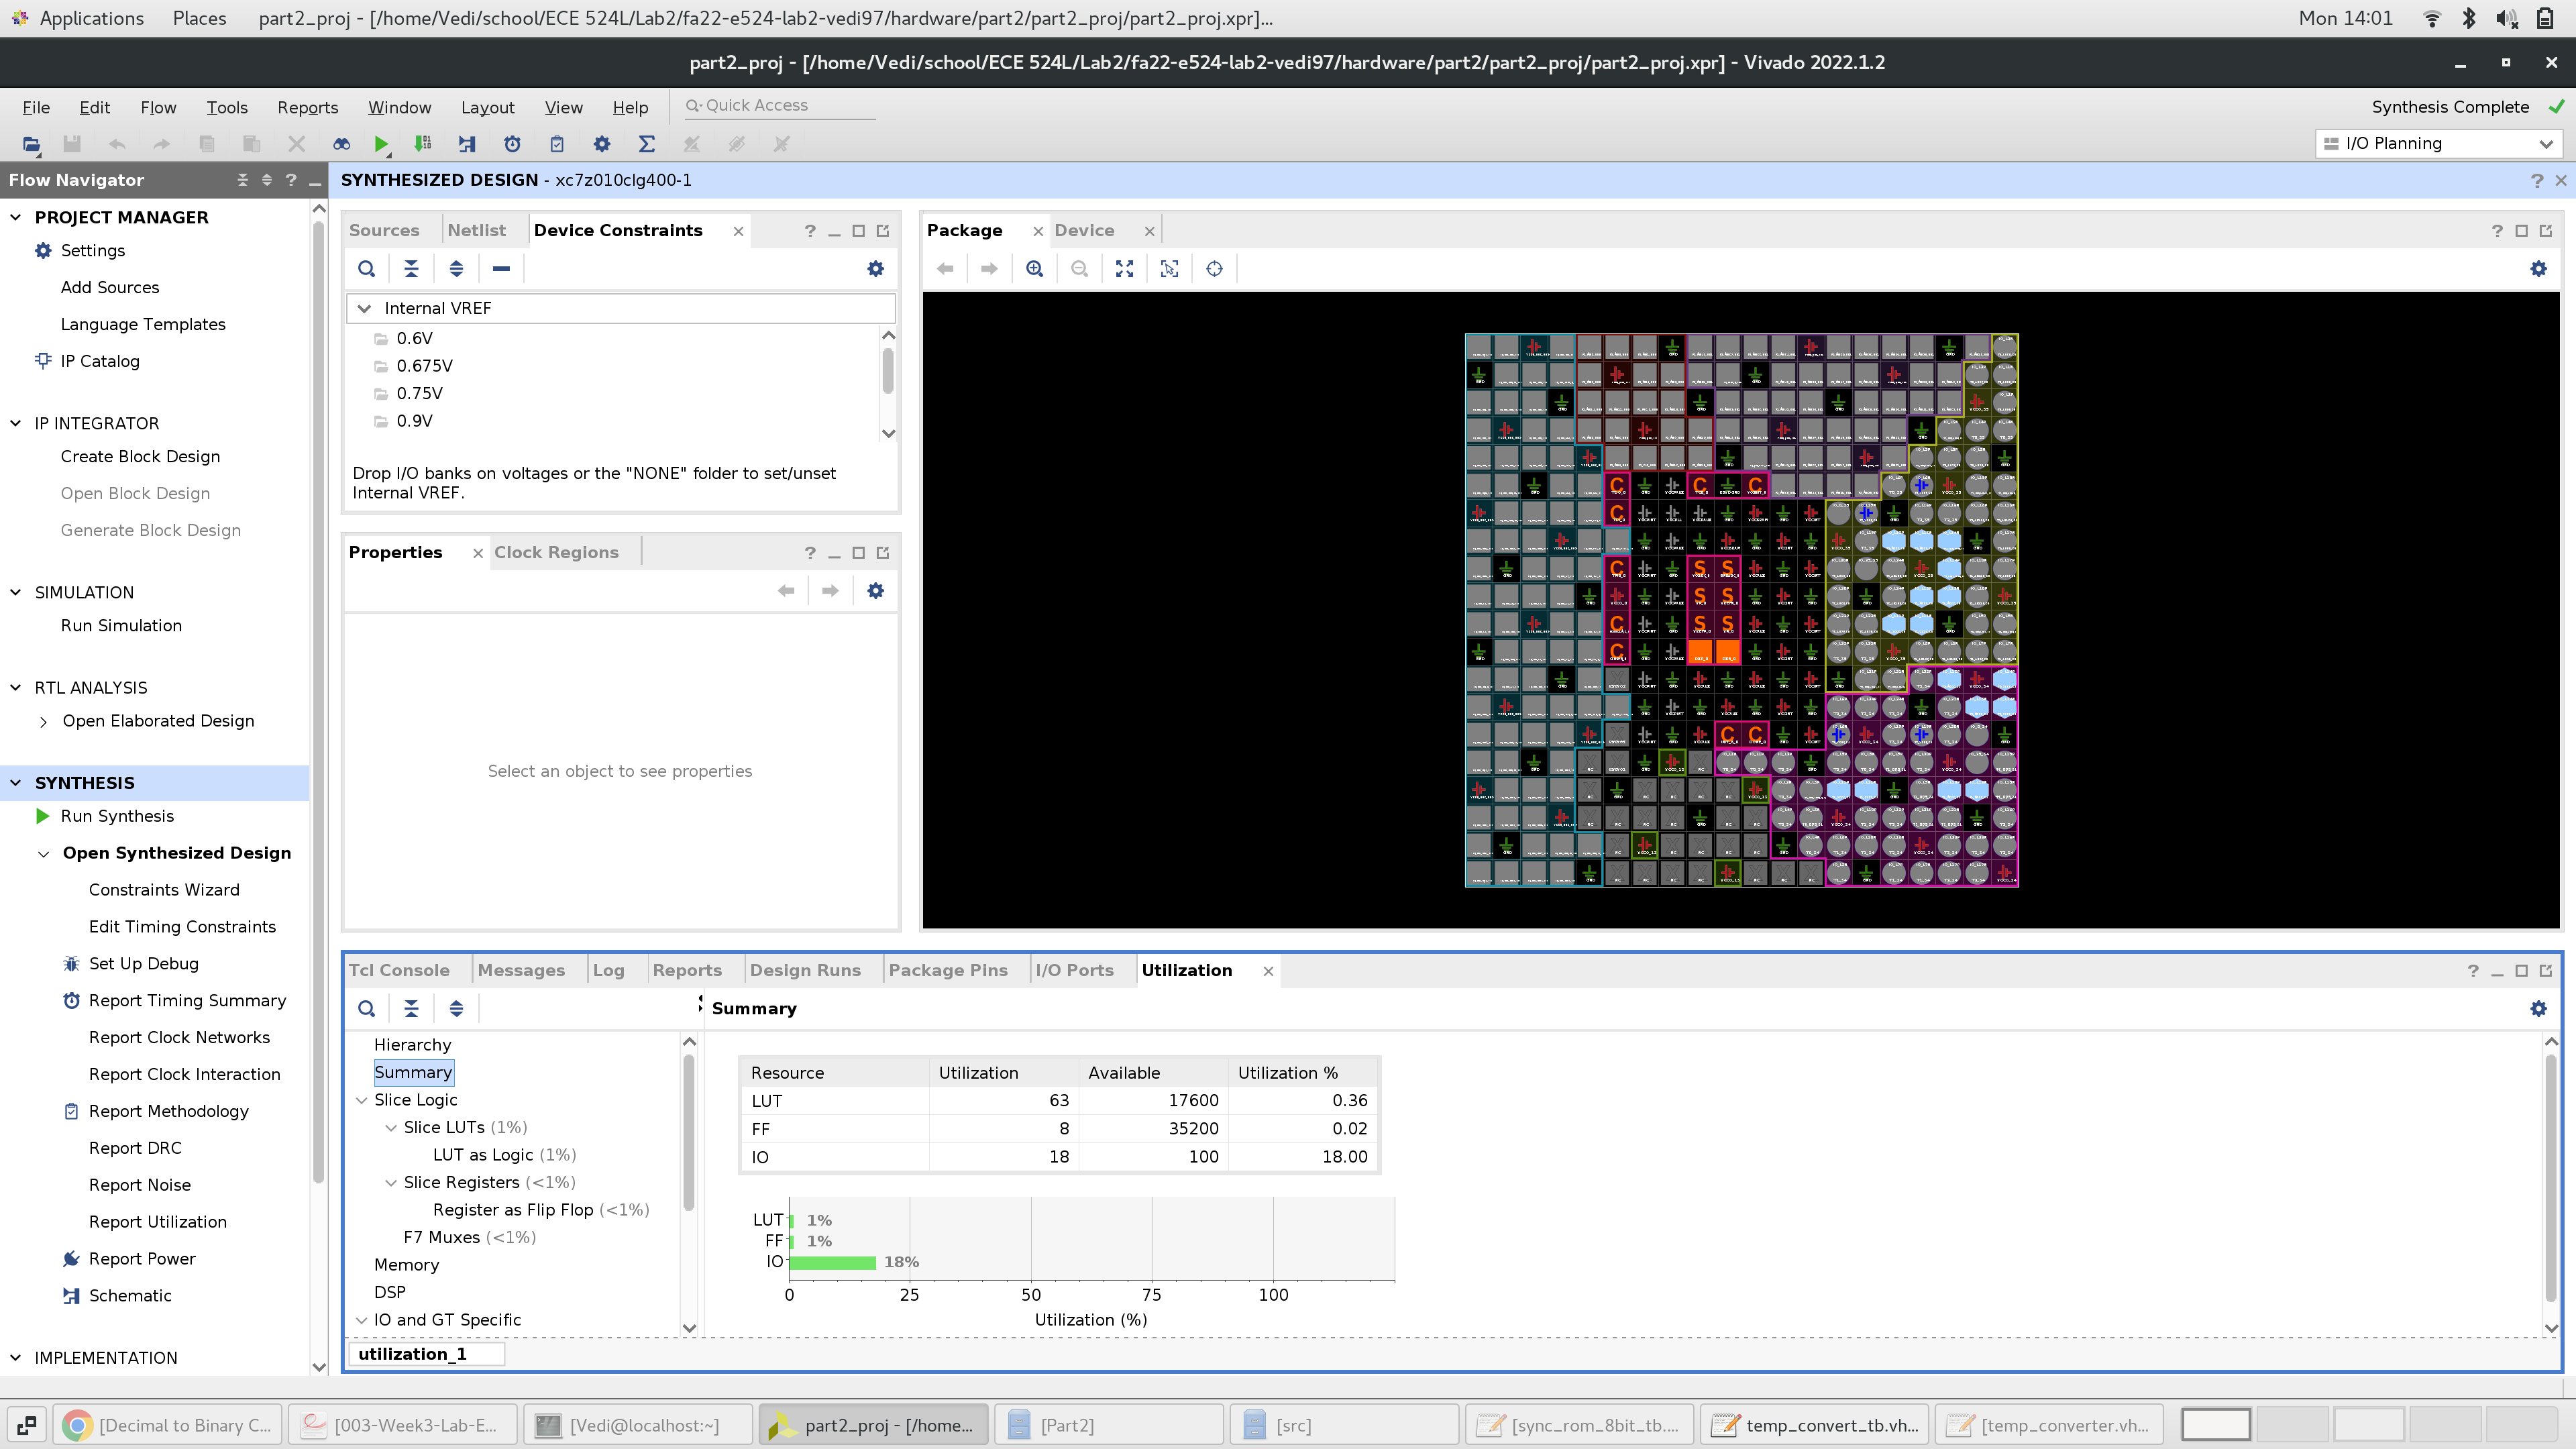 Applications Places part2_proj - [/home/Vedi/school/ECE 524L/Lab2/fa22-e524-lab2-vedi97/hardware/part2/part2_proj/part2_proj.xpr]... Mon 14:01
part2_proj - [/home/Vedi/school/ECE 524L/Lab2/fa22-e524-lab2-vedi97/hardware/part2/part2_proj/part2_proj.xpr] - Vivado 2022.1.2
File Edit Flow Tools Reports Window Layout View Help Quick Access Synthesis Complete
I/O Planning
Flow Navigator
SYNTHESIZED DESIGN - xc7z010clg400-1
PROJECT MANAGER
Settings
Add Sources
Language Templates
IP Catalog
IP INTEGRATOR
Create Block Design
Open Block Design
Generate Block Design
SIMULATION
Run Simulation
RTL ANALYSIS
Open Elaborated Design
SYNTHESIS
Run Synthesis
Open Synthesized Design
Constraints Wizard
Edit Timing Constraints
Set Up Debug
Report Timing Summary
Report Clock Networks
Report Clock Interaction
Report Methodology
Report DRC
Report Noise
Report Utilization
Report Power
Schematic
IMPLEMENTATION
Sources Netlist Device Constraints
Internal VREF
0.6V
0.675V
0.75V
0.9V
Drop I/O banks on voltages or the "NONE" folder to set/unset
Internal VREF.
Properties Clock Regions
Select an object to see properties
Package Device
Tcl Console Messages Log Reports Design Runs Package Pins I/O Ports Utilization
Summary
Hierarchy
Summary
Slice Logic
Slice LUTs (1%)
LUT as Logic (1%)
Slice Registers (<1%)
Register as Flip Flop (<1%)
F7 Muxes (<1%)
Memory
DSP
IO and GT Specific
Resource Utilization Available Utilization %
LUT 63 17600 0.36
FF 8 35200 0.02
IO 18 100 18.00
LUT 1%
FF 1%
IO 18%
0 25 50 75 100
Utilization (%)
utilization_1
[Decimal to Binary C... [003-Week3-Lab-E... [Vedi@localhost:~] part2_proj - [/home... [Part2] [src] [sync_rom_8bit_tb.... temp_convert_tb.vh... [temp_converter.vh...